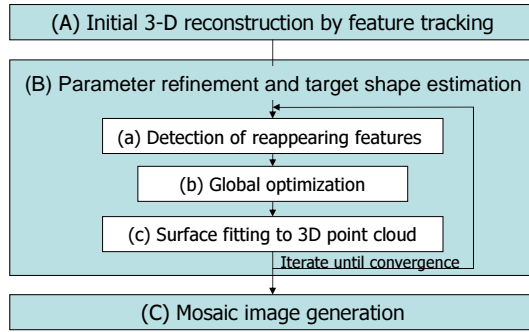 (A) Initial 3-D reconstruction by feature tracking
(B) Parameter refinement and target shape estimation
(a) Detection of reappearing features
(b) Global optimization
(c) Surface fitting to 3D point cloud
Iterate until convergence
(C) Mosaic image generation